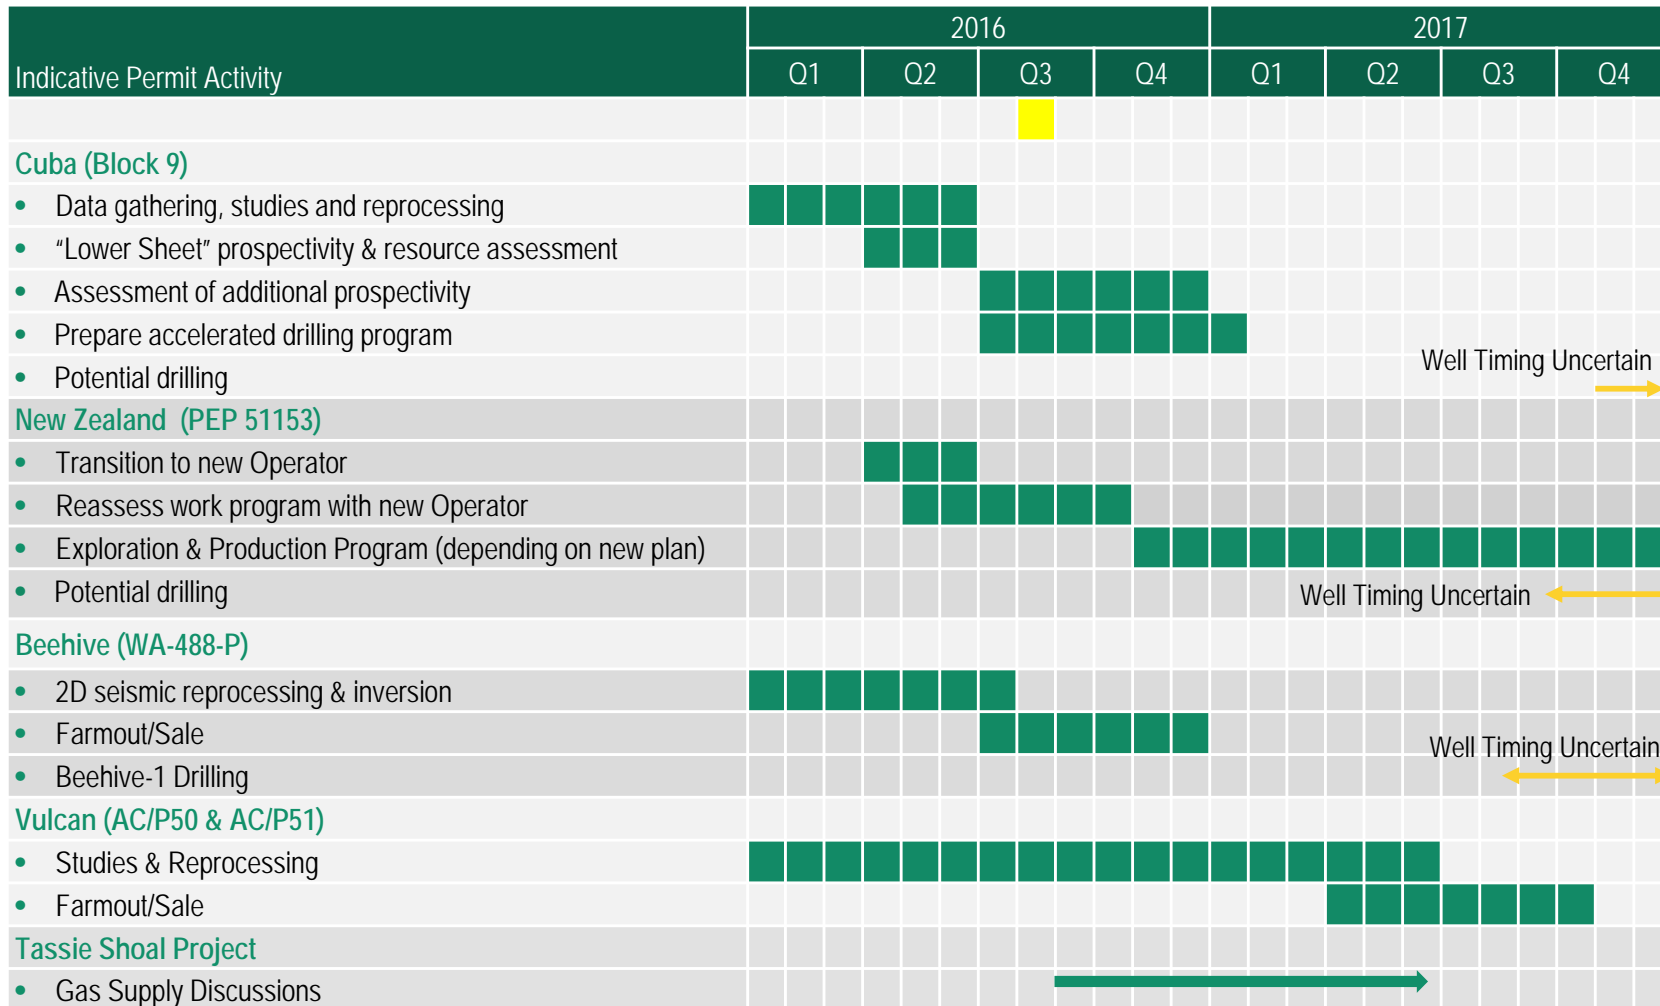 2016 2017
Indicative Permit Activity Q1 Q2 Q3 Q4 Q1 Q2 Q3 Q4
Cuba (Block 9)
• Data gathering, studies and reprocessing
• “Lower Sheet” prospectivity & resource assessment
• Assessment of additional prospectivity
• Prepare accelerated drilling program
Well Timing Uncertain
• Potential drilling
New Zealand (PEP 51153)
• Transition to new Operator
• Reassess work program with new Operator
• Exploration & Production Program (depending on new plan)
• Potential drilling Well Timing Uncertain
Beehive (WA-488-P)
• 2D seismic reprocessing & inversion
• Farmout/Sale
Well Timing Uncertain
• Beehive-1 Drilling
Vulcan (AC/P50 & AC/P51)
• Studies & Reprocessing
• Farmout/Sale
Tassie Shoal Project
• Gas Supply Discussions